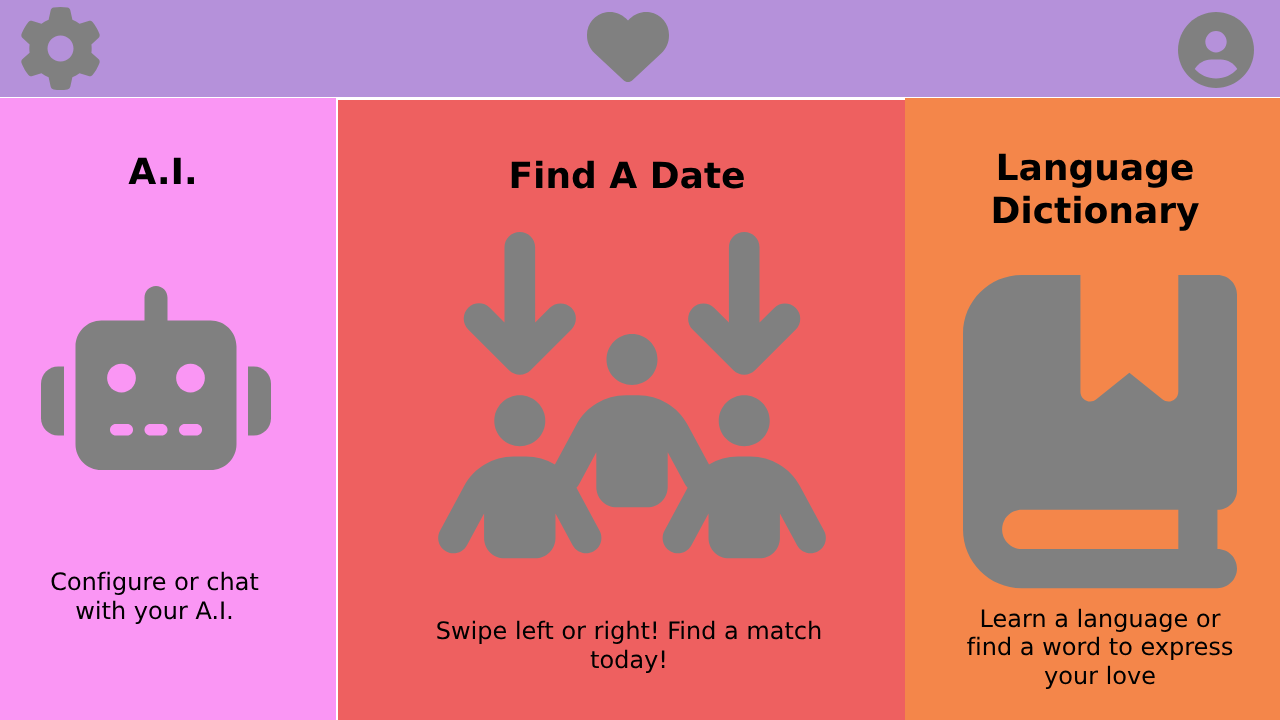 A.I.
Configure or chat
with your A.I.
Find A Date
Swipe left or right! Find a match
today!
Language
Dictionary
Learn a language or
find a word to express
your love